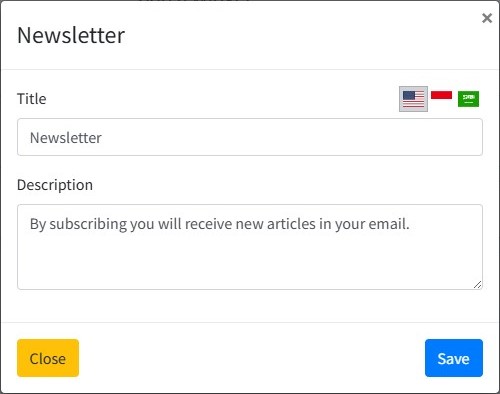 ×
Newsletter
Title
Newsletter
Description
By subscribing you will receive new articles in your email.
Close
Save